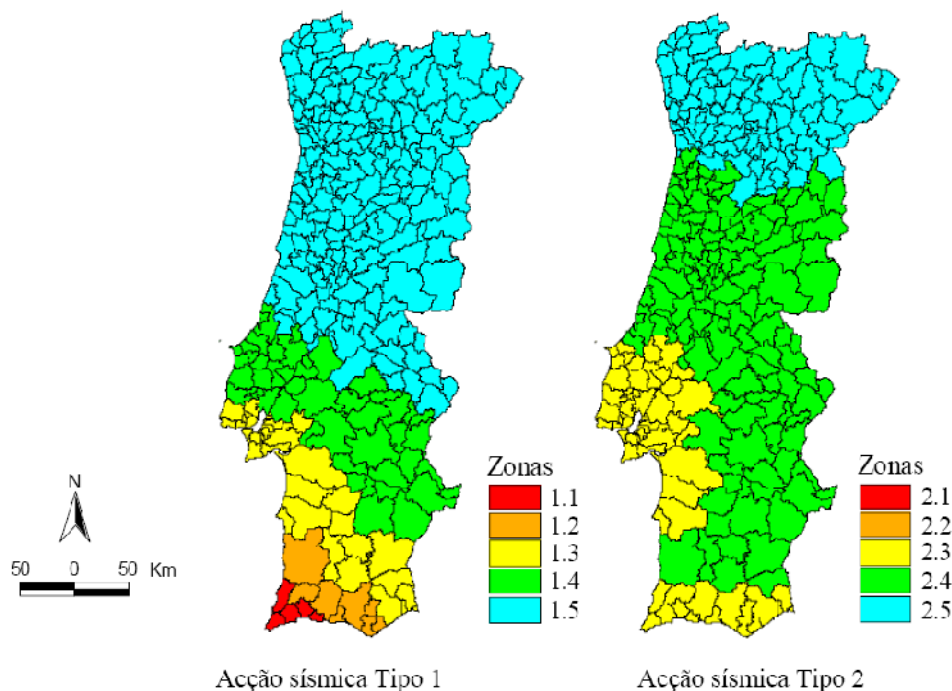 Zonas
1.1
1.2
1.3
1.4
1.5
Zonas
2.1
2.2
2.3
2.4
2.5
N
50 0 50 Km
Acção sísmica Tipo 1
Acção sísmica Tipo 2